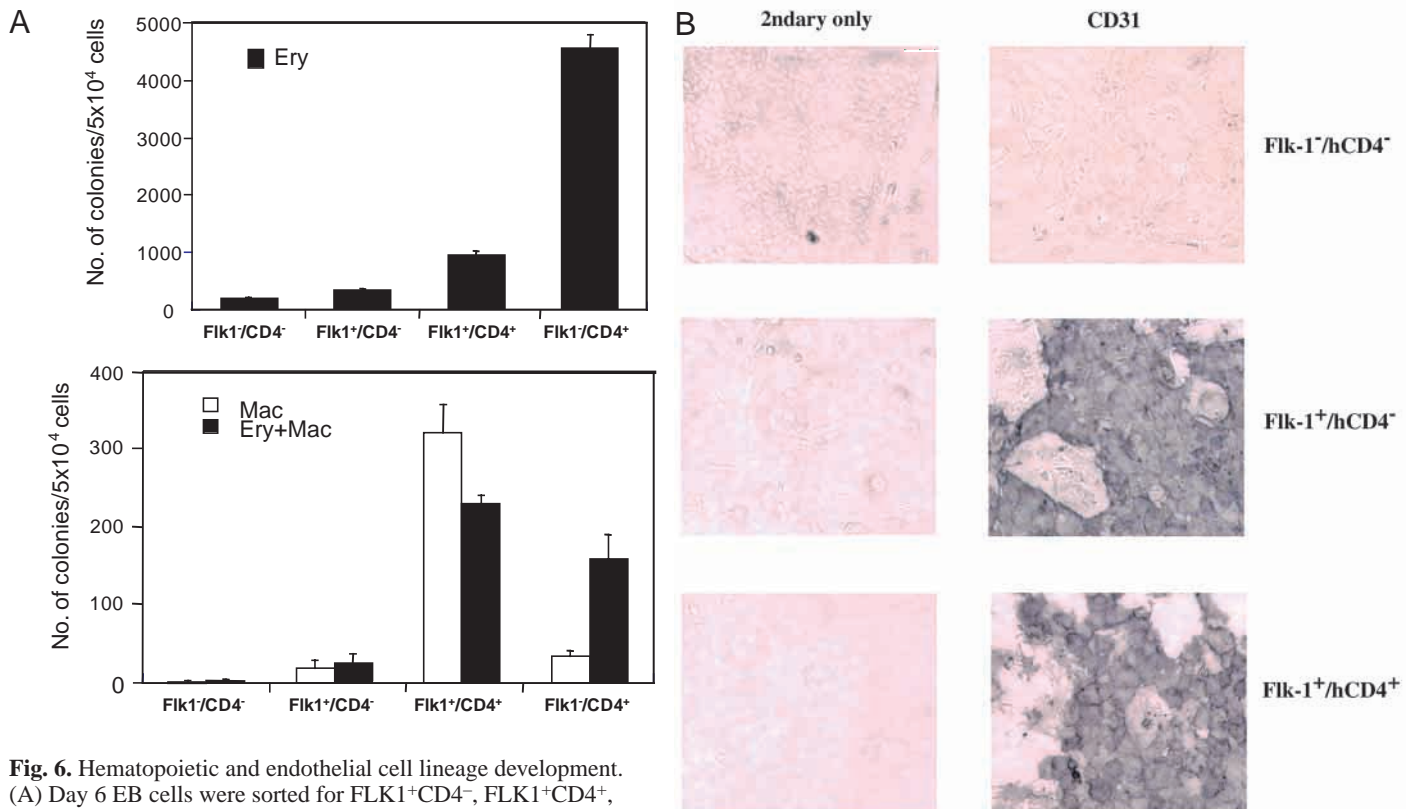 A
No. of colonies/5x10⁴ cells
5000
4000
3000
2000
1000
0
Ery
Flk1⁻/CD4⁻ Flk1⁺/CD4⁻ Flk1⁺/CD4⁺ Flk1⁻/CD4⁺
No. of colonies/5x10⁴ cells
400
300
200
100
0
Mac
Ery+Mac
Flk1⁻/CD4⁻ Flk1⁺/CD4⁻ Flk1⁺/CD4⁺ Flk1⁻/CD4⁺
Fig. 6. Hematopoietic and endothelial cell lineage development.
(A) Day 6 EB cells were sorted for FLK1⁺CD4⁻, FLK1⁺CD4⁺,
B
2ndary only CD31
Flk-1⁻/hCD4⁻
Flk-1⁺/hCD4⁻
Flk-1⁺/hCD4⁺